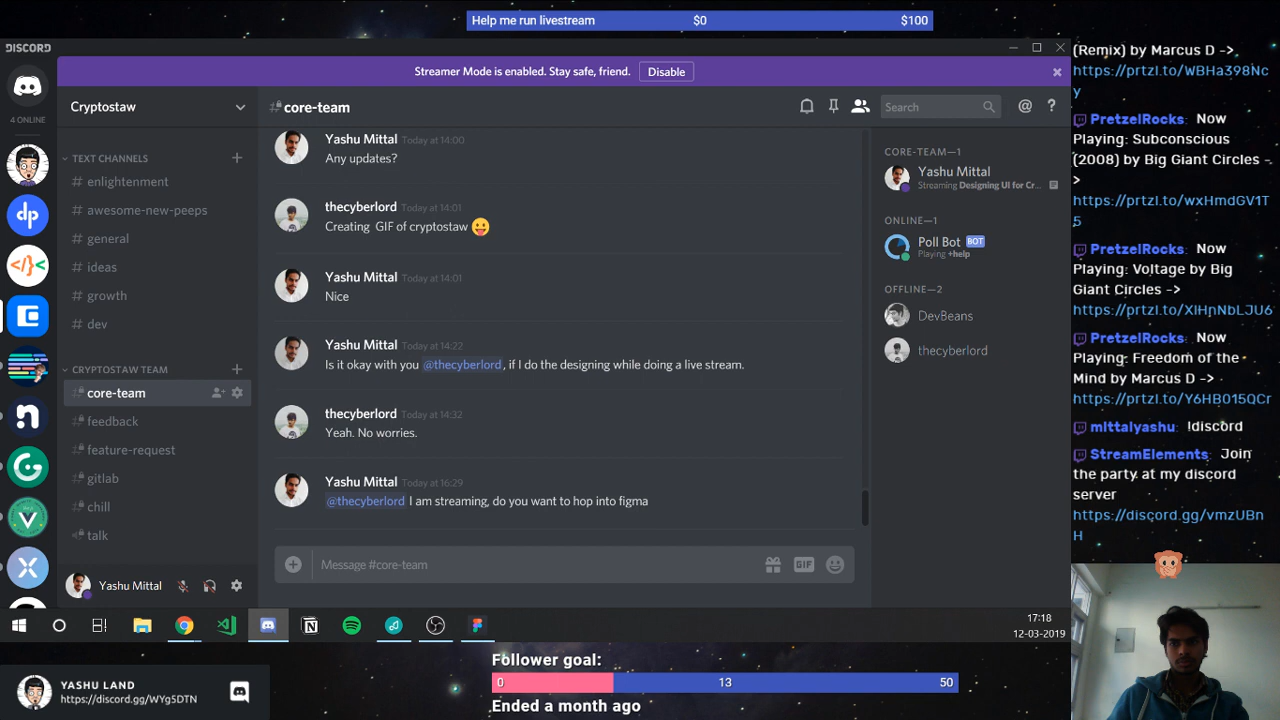 Help me run livestream $0 $100
DISCORD
Streamer Mode is enabled. Stay safe, friend. Disable
4 ONLINE
Cryptostaw
TEXT CHANNELS
# enlightenment
# awesome-new-peeps
# general
# ideas
# growth
# dev
CRYPTOSTAW TEAM
core-team
feedback
feature-request
gitlab
chill
talk
Yashu Mittal
dp
#core-team
Search
Yashu Mittal Today at 14:00
Any updates?
thecyberlord Today at 14:01
Creating GIF of cryptostaw 😛
Yashu Mittal Today at 14:01
Nice
Yashu Mittal Today at 14:22
Is it okay with you @thecyberlord, if I do the designing while doing a live stream.
thecyberlord Today at 14:32
Yeah. No worries.
Yashu Mittal Today at 16:29
@thecyberlord I am streaming, do you want to hop into figma
Message #core-team
GIF
CORE-TEAM—1
Yashu Mittal
Streaming Designing UI for Cr...
ONLINE—1
Poll Bot BOT
Playing +help
OFFLINE—2
DevBeans
thecyberlord
(Remix) by Marcus D ->
https://prtzl.to/WBHa398Nc
y
PretzelRocks: Now
Playing: Subconscious
(2008) by Big Giant Circles -
>
https://prtzl.to/wxHmdGV1T
5
PretzelRocks: Now
Playing: Voltage by Big
Giant Circles ->
https://prtzl.to/XlHnNbLJU6
PretzelRocks: Now
Playing: Freedom of the
Mind by Marcus D ->
https://prtzl.to/Y6HB015QCr
mittalyashu: !discord
StreamElements: Join
the party at my discord
server
https://discord.gg/vmzUBn
H
17:18
12-03-2019
YASHU LAND
https://discord.gg/WYg5DTN
Follower goal:
0 13 50
Ended a month ago